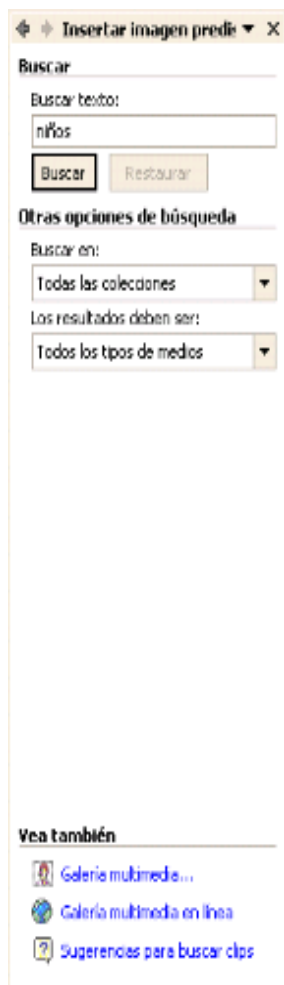 Insertar imagen predi
Buscar
Buscar texto:
niños
Buscar
Restaurar
Otras opciones de búsqueda
Buscar en:
Todas las colecciones
Los resultados deben ser:
Todos los tipos de medios
Vea también
Galería multimedia...
Galería multimedia en línea
Sugerencias para buscar clips